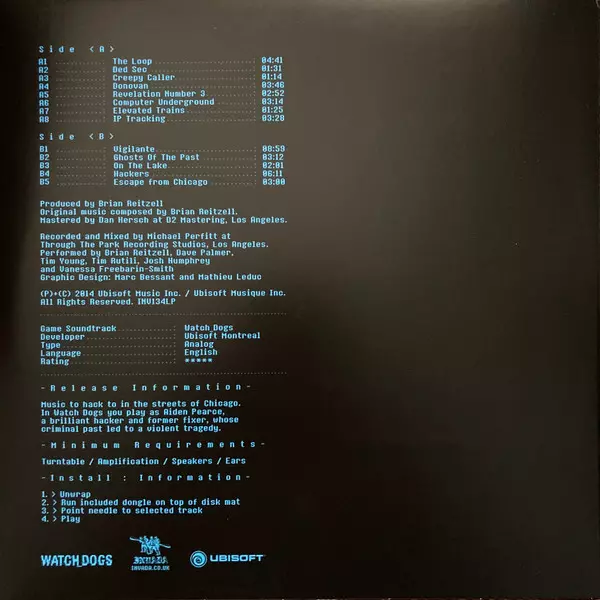 Side <A>
A1 The Loop 04:41
A2 Ded Sec 01:31
A3 Creepy Caller 01:14
A4 Donovan 03:46
A5 Revelation Number 3 02:52
A6 Computer Underground 03:14
A7 Elevated Trains 01:25
A8 IP Tracking 03:28
Side <B>
B1 Vigilante 08:59
B2 Ghosts Of The Past 03:12
B3 On The Lake 02:01
B4 Hackers 06:11
B5 Escape from Chicago 03:00
Produced by Brian Reitzell
Original music composed by Brian Reitzell.
Mastered by Dan Hersch at D2 Mastering, Los Angeles.
Recorded and Mixed by Michael Perfitt at
Through The Park Recording Studios, Los Angeles.
Performed by Brian Reitzell, Dave Palmer,
Tim Young, Tim Rutili, Josh Humphrey
and Vanessa Freebairn-Smith
Graphic Design: Marc Bessant and Mathieu Leduc
(P)+(C) 2014 Ubisoft Music Inc. / Ubisoft Musique Inc.
All Rights Reserved. INV134LP
Game Soundtrack : Watch_Dogs
Developer : Ubisoft Montreal
Type : Analog
Language : English
Rating : *****
-Release Information-
Music to hack to in the streets of Chicago.
In Watch Dogs you play as Aiden Pearce,
a brilliant hacker and former fixer, whose
criminal past led to a violent tragedy.
-Minimum Requirements-
Turntable / Amplification / Speakers / Ears
-Install : Information-
1. > Unwrap
2. > Run included dongle on top of disk mat
3. > Point needle to selected track
4. > Play
WATCH_DOGS
INVADA
INVADA.CO.UK
UBISOFT